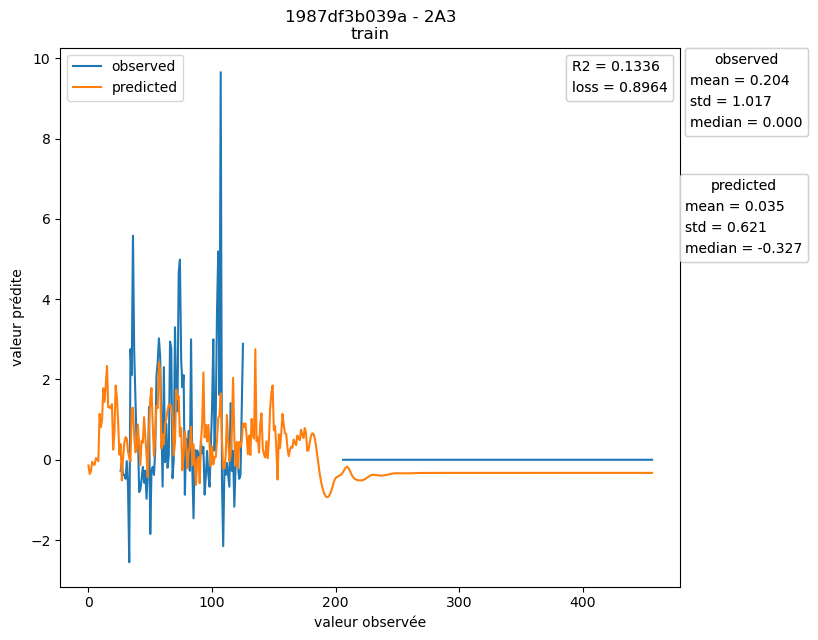 1987df3b039a - 2A3
train
observed
predicted
R2 = 0.1336
loss = 0.8964
observed
mean = 0.204
std = 1.017
median = 0.000
predicted
mean = 0.035
std = 0.621
median = -0.327
10
8
6
4
2
0
−2
valeur prédite
0
100
200
300
400
valeur observée